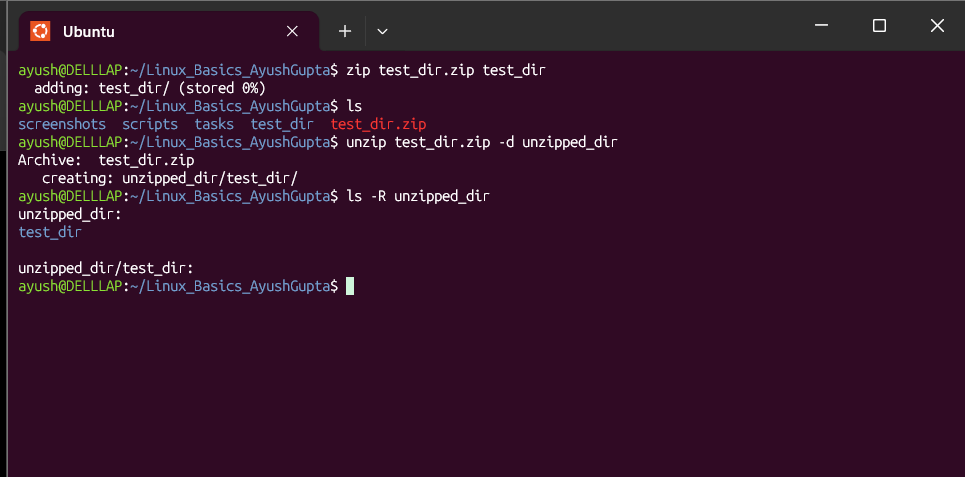 Ubuntu
ayush@DELLLAP:~/Linux_Basics_AyushGupta$ zip test_dir.zip test_dir
  adding: test_dir/ (stored 0%)
ayush@DELLLAP:~/Linux_Basics_AyushGupta$ ls
screenshots  scripts  tasks  test_dir  test_dir.zip
ayush@DELLLAP:~/Linux_Basics_AyushGupta$ unzip test_dir.zip -d unzipped_dir
Archive:  test_dir.zip
   creating: unzipped_dir/test_dir/
ayush@DELLLAP:~/Linux_Basics_AyushGupta$ ls -R unzipped_dir
unzipped_dir:
test_dir

unzipped_dir/test_dir:
ayush@DELLLAP:~/Linux_Basics_AyushGupta$